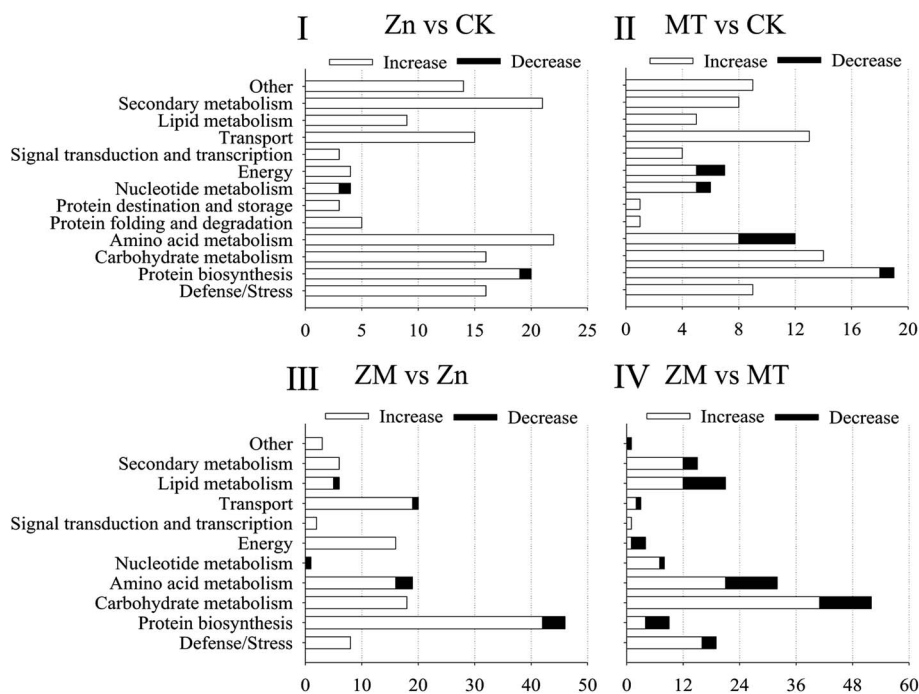 I Zn vs CK
II MT vs CK
Increase Decrease
Increase Decrease
Other
Secondary metabolism
Lipid metabolism
Transport
Signal transduction and transcription
Energy
Nucleotide metabolism
Protein destination and storage
Protein folding and degradation
Amino acid metabolism
Carbohydrate metabolism
Protein biosynthesis
Defense/Stress
0 5 10 15 20 25
0 4 8 12 16 20
III ZM vs Zn
IV ZM vs MT
Increase Decrease
Increase Decrease
Other
Secondary metabolism
Lipid metabolism
Transport
Signal transduction and transcription
Energy
Nucleotide metabolism
Amino acid metabolism
Carbohydrate metabolism
Protein biosynthesis
Defense/Stress
0 10 20 30 40 50
0 12 24 36 48 60